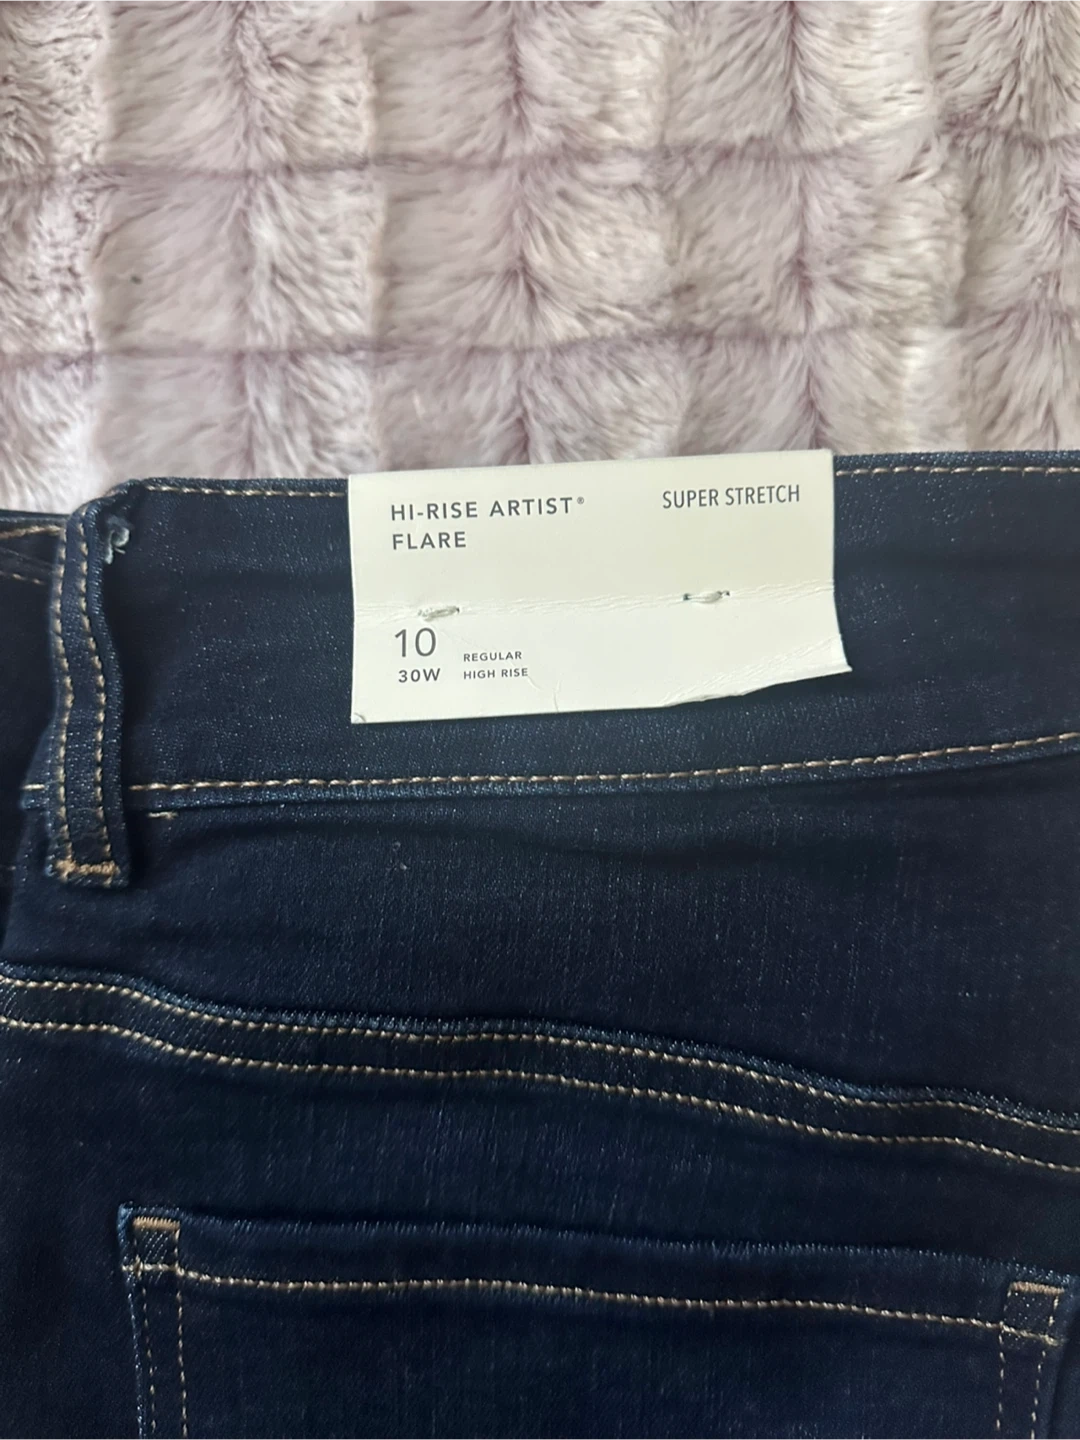 HI-RISE ARTIST®
FLARE
SUPER STRETCH
10
30W
REGULAR
HIGH RISE